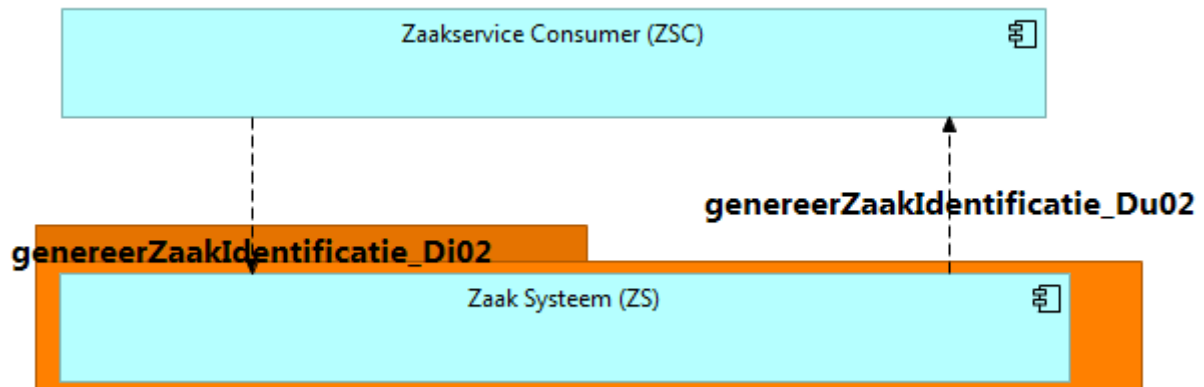 Zaakservice Consumer (ZSC)
genereerZaakIdentificatie_Du02
genereerZaakIdentificatie_Di02
Zaak Systeem (ZS)